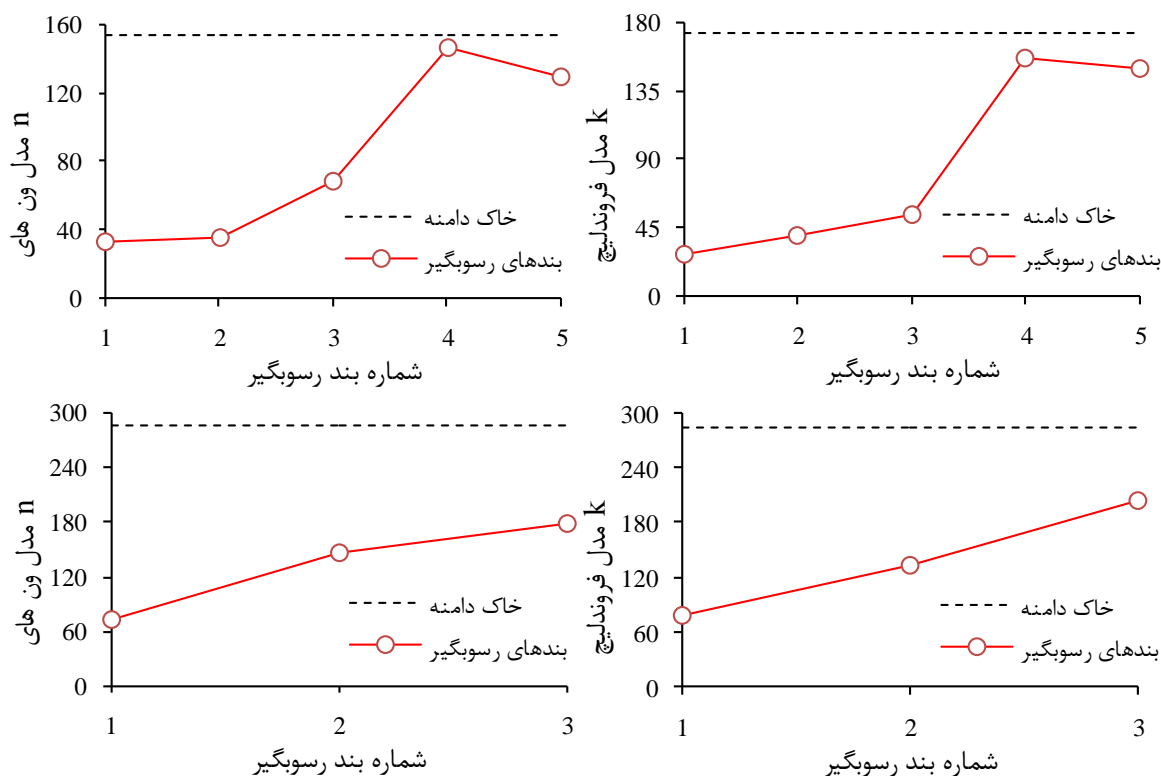 160
120
80
40
0
1 2 3 4 5
n مدل ون های
خاک دامنه
بندهای رسوبگیر
شماره بند رسوبگیر
180
135
90
45
0
1 2 3 4 5
k مدل فروندلیچ
خاک دامنه
بندهای رسوبگیر
شماره بند رسوبگیر
300
240
180
120
60
0
1 2 3
n مدل ون های
خاک دامنه
بندهای رسوبگیر
شماره بند رسوبگیر
300
240
180
120
60
0
1 2 3
k مدل فروندلیچ
خاک دامنه
بندهای رسوبگیر
شماره بند رسوبگیر